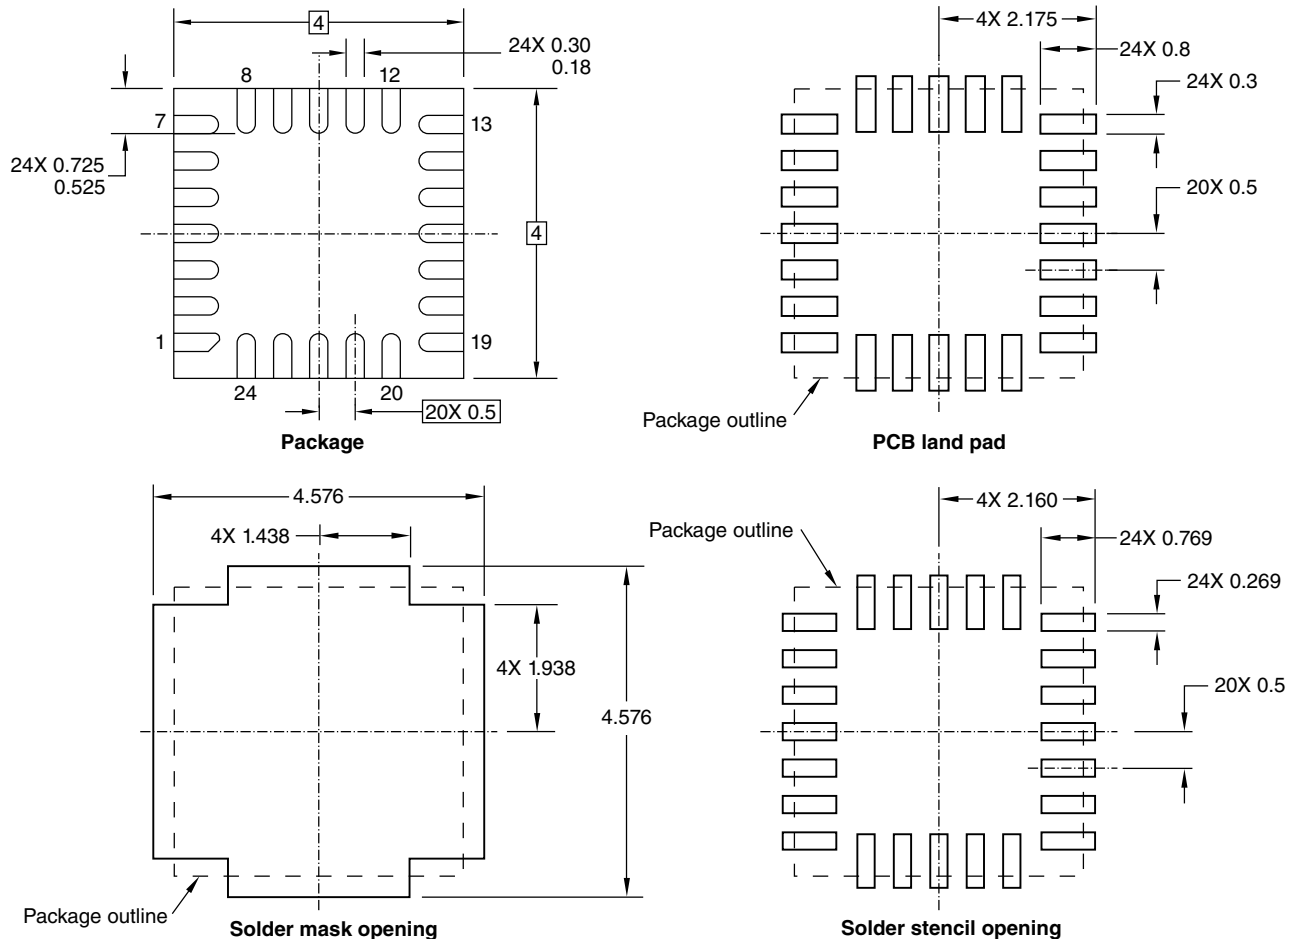 4
24X 0.30
0.18
8
12
7
13
24X 0.725
0.525
4
1
19
24
20
20X 0.5
Package
4X 2.175
24X 0.8
24X 0.3
20X 0.5
Package outline
PCB land pad
4.576
4X 1.438
4X 1.938
4.576
Package outline
Solder mask opening
4X 2.160
Package outline
24X 0.769
24X 0.269
20X 0.5
Solder stencil opening